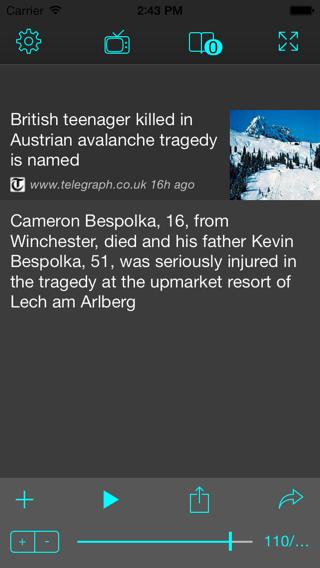 Carrier 2:43 PM
0
British teenager killed in
Austrian avalanche tragedy
is named
T www.telegraph.co.uk 16h ago
Cameron Bespolka, 16, from
Winchester, died and his father Kevin
Bespolka, 51, was seriously injured in
the tragedy at the upmarket resort of
Lech am Arlberg
+ - 110/...